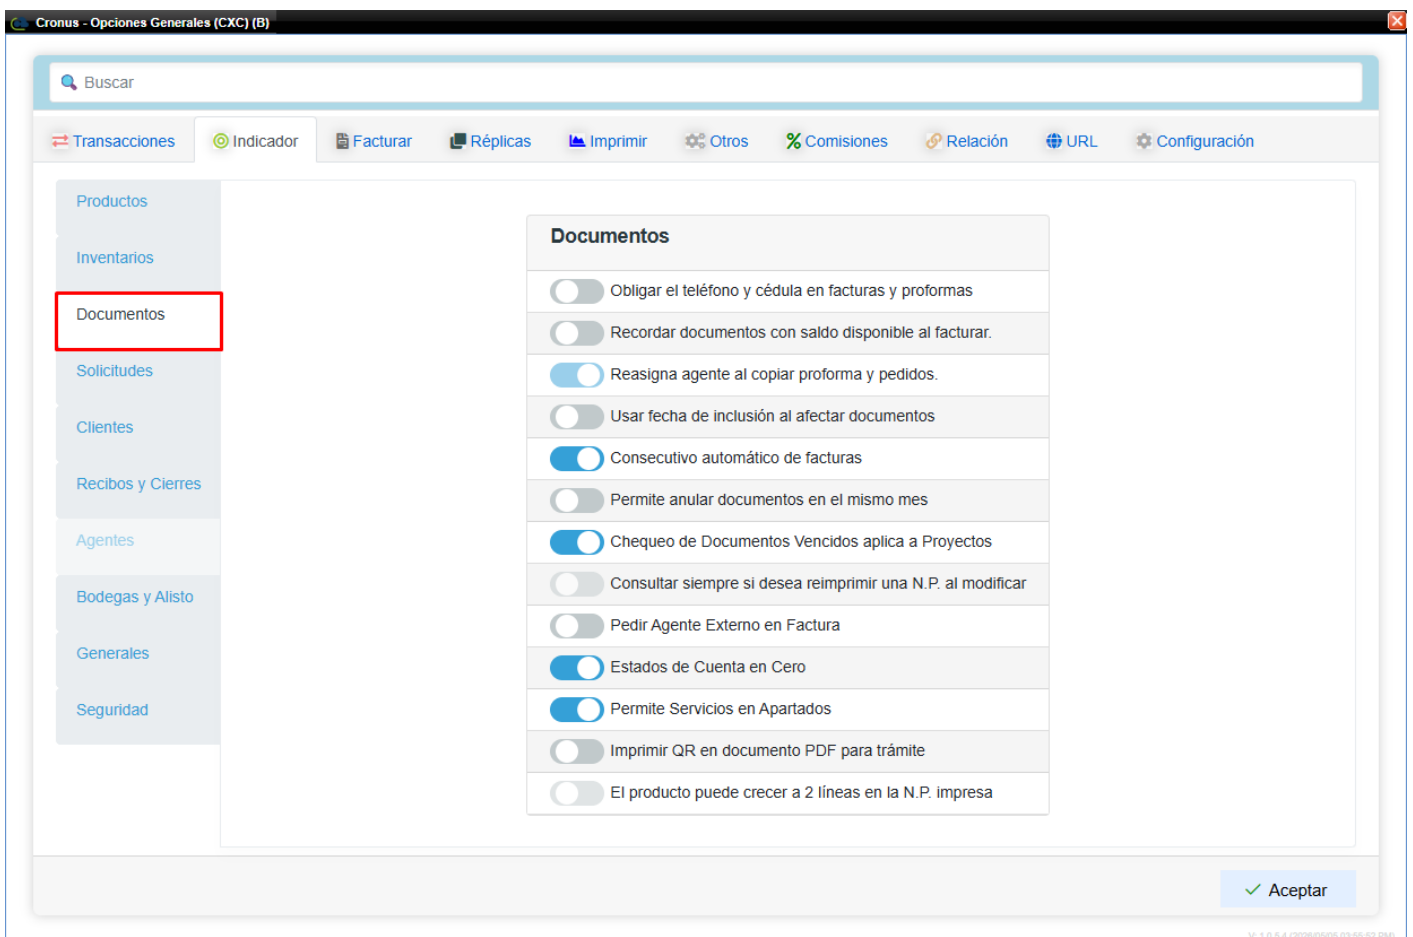 Cronus - Opciones Generales (CXC) (B)
Buscar
Transacciones Indicador Facturar Réplicas Imprimir Otros Comisiones Relación URL Configuración
Productos
Inventarios
Documentos
Solicitudes
Clientes
Recibos y Cierres
Agentes
Bodegas y Alisto
Generales
Seguridad
Documentos
Obligar el teléfono y cédula en facturas y proformas
Recordar documentos con saldo disponible al facturar.
Reasigna agente al copiar proforma y pedidos.
Usar fecha de inclusión al afectar documentos
Consecutivo automático de facturas
Permite anular documentos en el mismo mes
Chequeo de Documentos Vencidos aplica a Proyectos
Consultar siempre si desea reimprimir una N.P. al modificar
Pedir Agente Externo en Factura
Estados de Cuenta en Cero
Permite Servicios en Apartados
Imprimir QR en documento PDF para trámite
El producto puede crecer a 2 líneas en la N.P. impresa
Aceptar